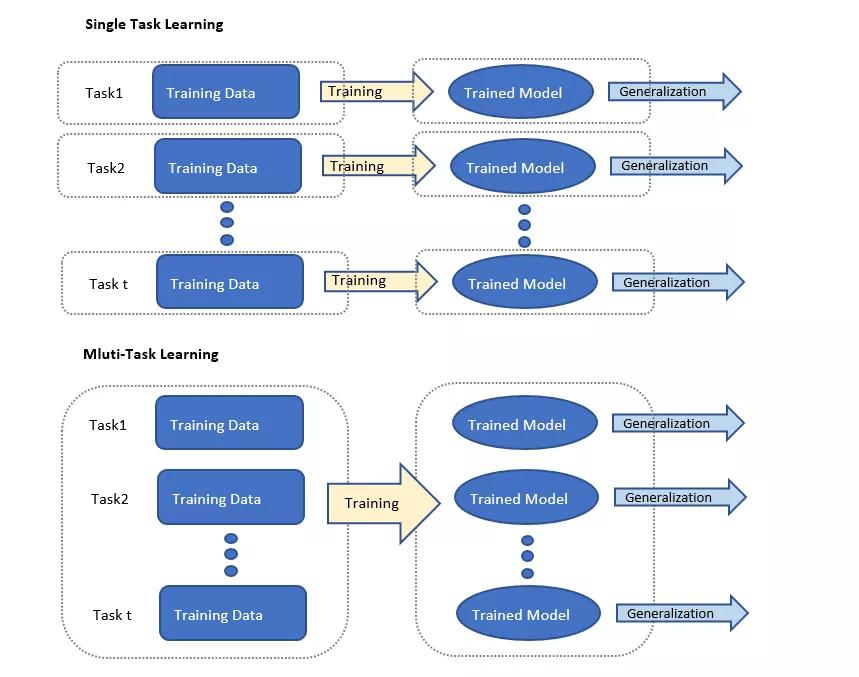 Single Task Learning
Task1 Training Data Training Trained Model Generalization
Task2 Training Data Training Trained Model Generalization
Task t Training Data Training Trained Model Generalization
Mluti-Task Learning
Task1 Training Data Trained Model Generalization
Task2 Training Data Training Trained Model Generalization
Task t Training Data Trained Model Generalization